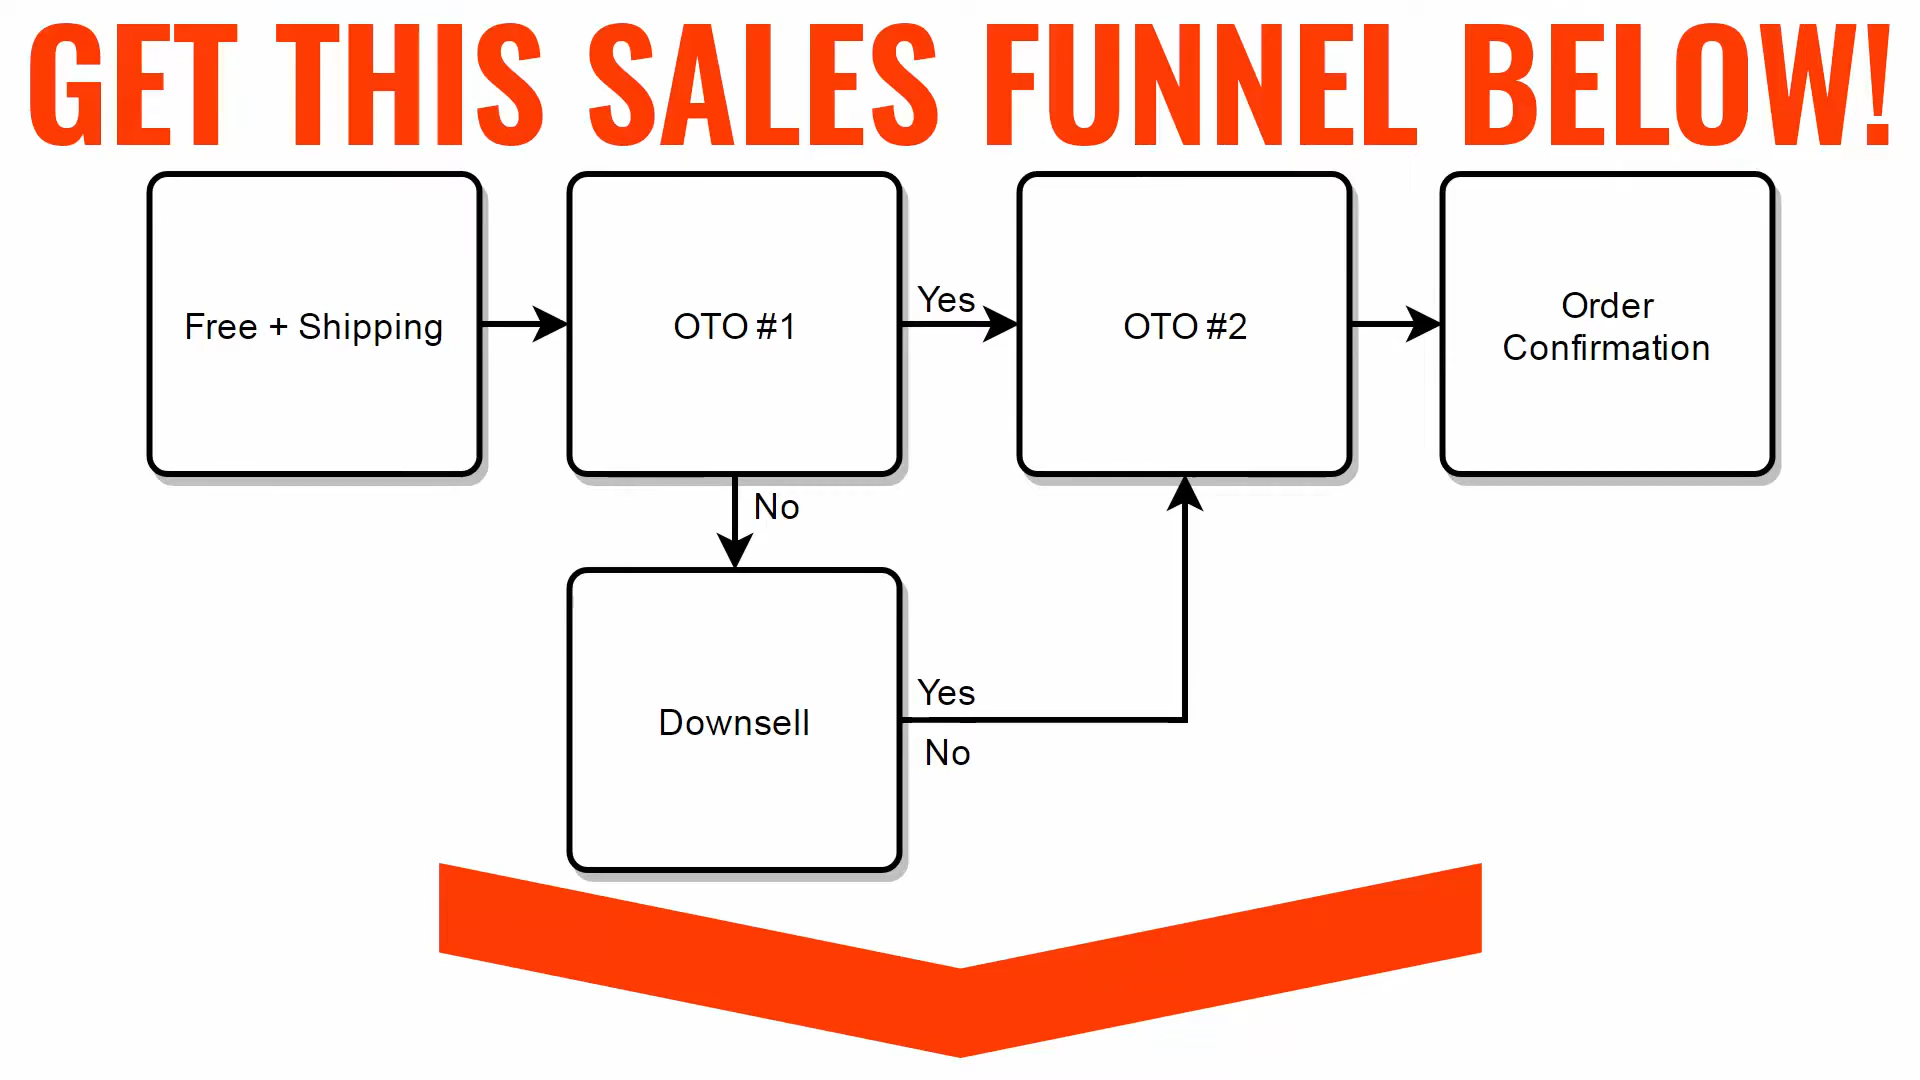 GET THIS SALES FUNNEL BELOW!
Free + Shipping
OTO #1
Yes
OTO #2
Order
Confirmation
No
Downsell
Yes
No